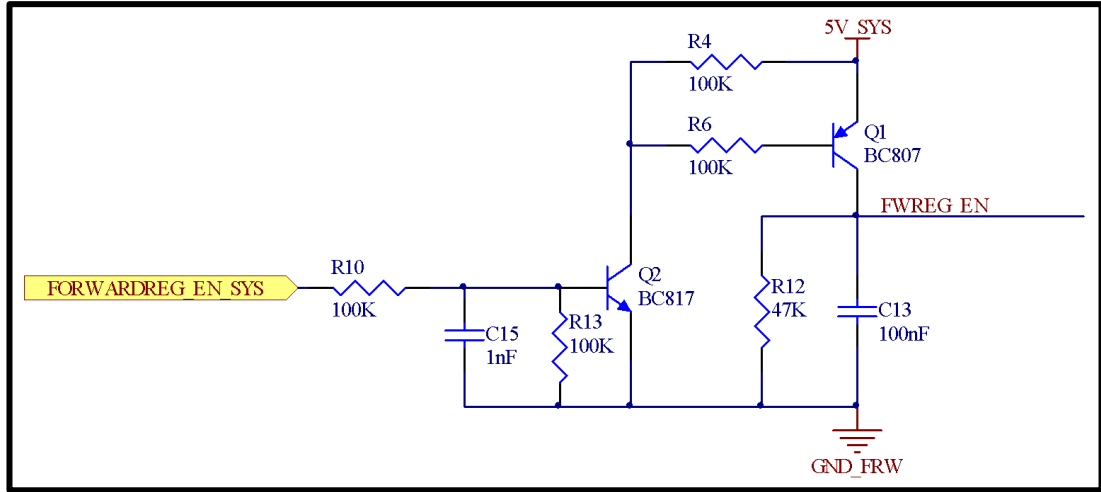 5V_SYS
R4
100K
R6
100K
Q1
BC807
FWREG_EN
R10
100K
FORWARDREG_EN_SYS
Q2
BC817
C15
1nF
R13
100K
R12
47K
C13
100nF
GND_FRW